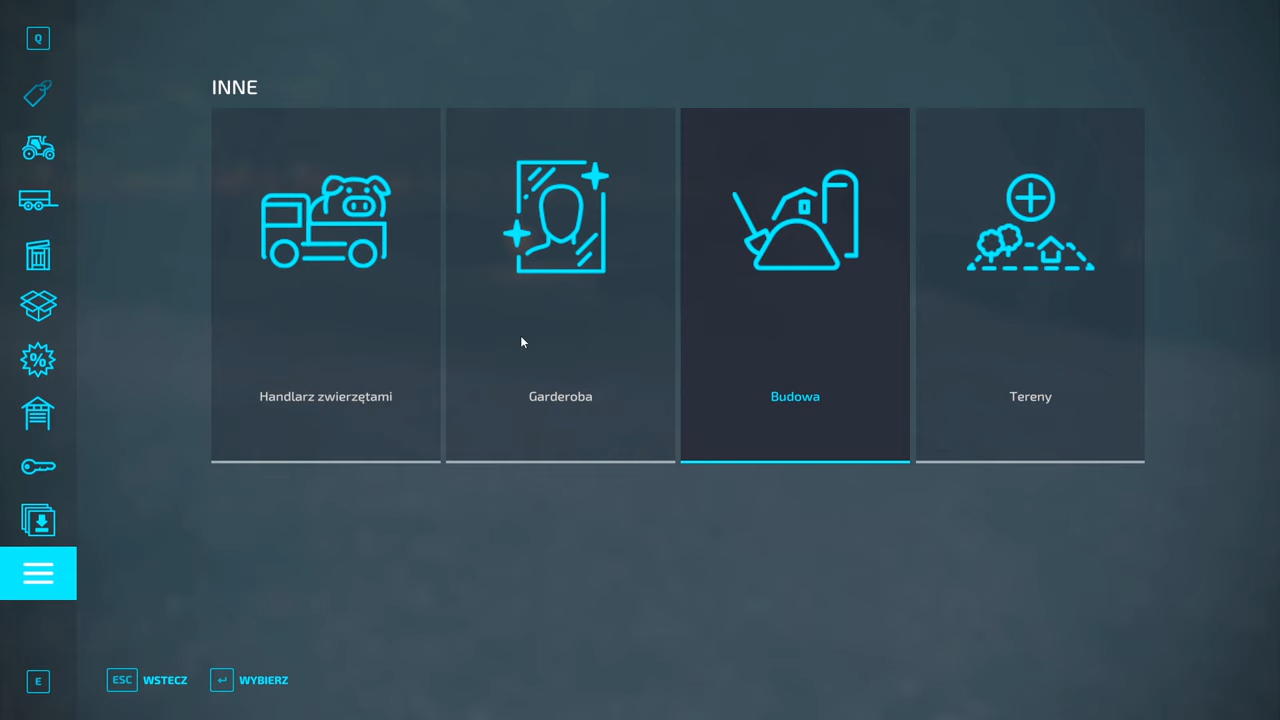 Q
INNE
%
Handlarz zwierzętami
Garderoba
Budowa
Tereny
E
ESC WSTECZ
↵ WYBIERZ